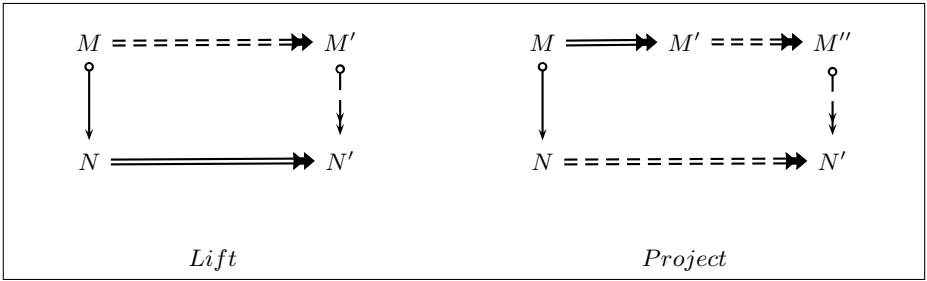 M M′ M M′ M′′
N N′ N N′
Lift Project